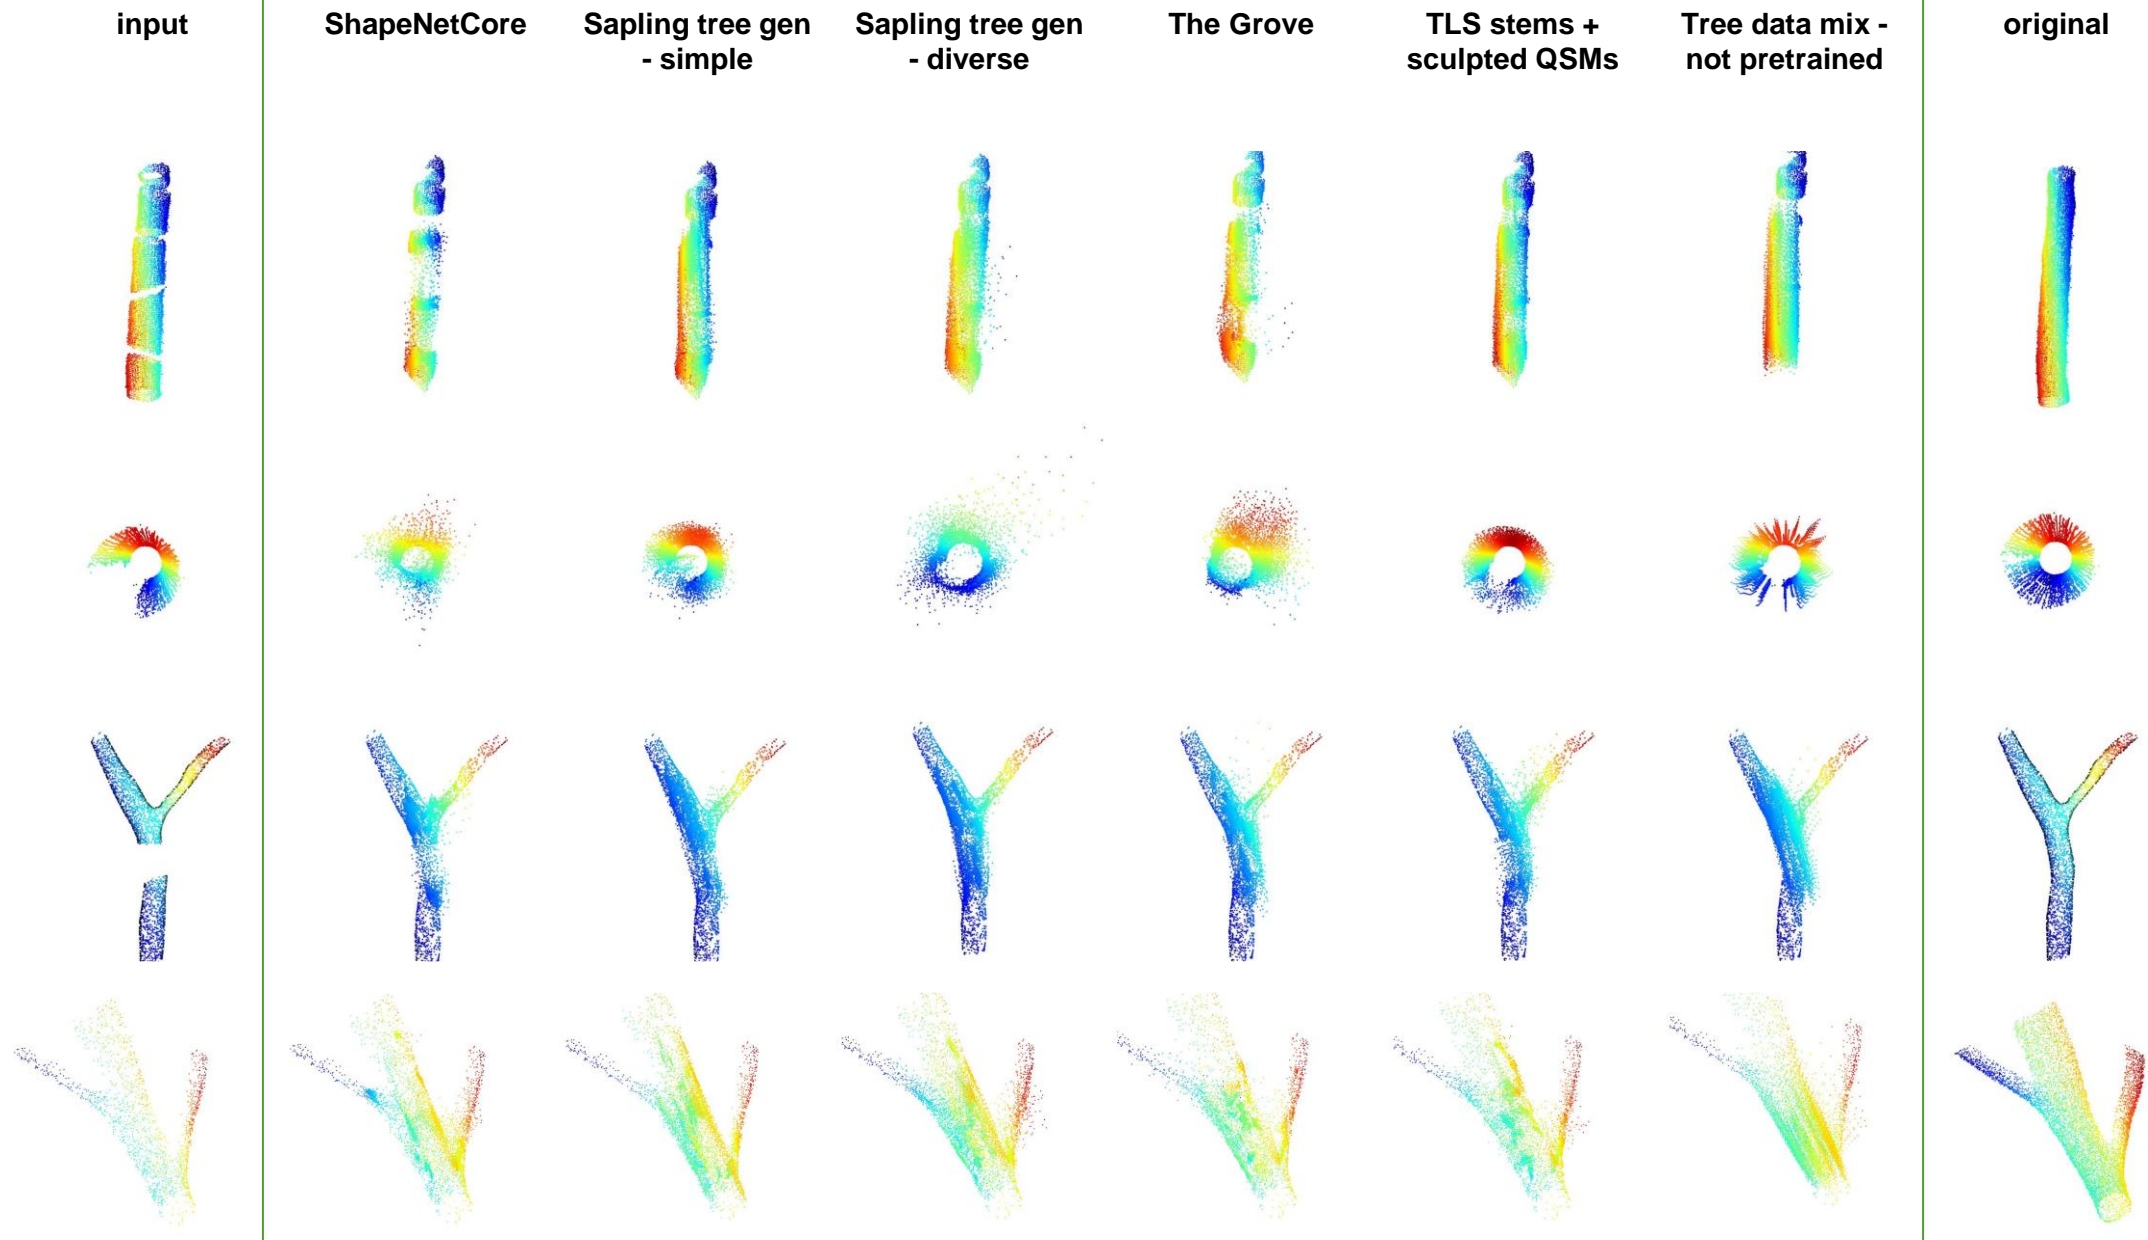 input
ShapeNetCore
Sapling tree gen
- simple
Sapling tree gen
- diverse
The Grove
TLS stems +
sculpted QSMs
Tree data mix -
not pretrained
original